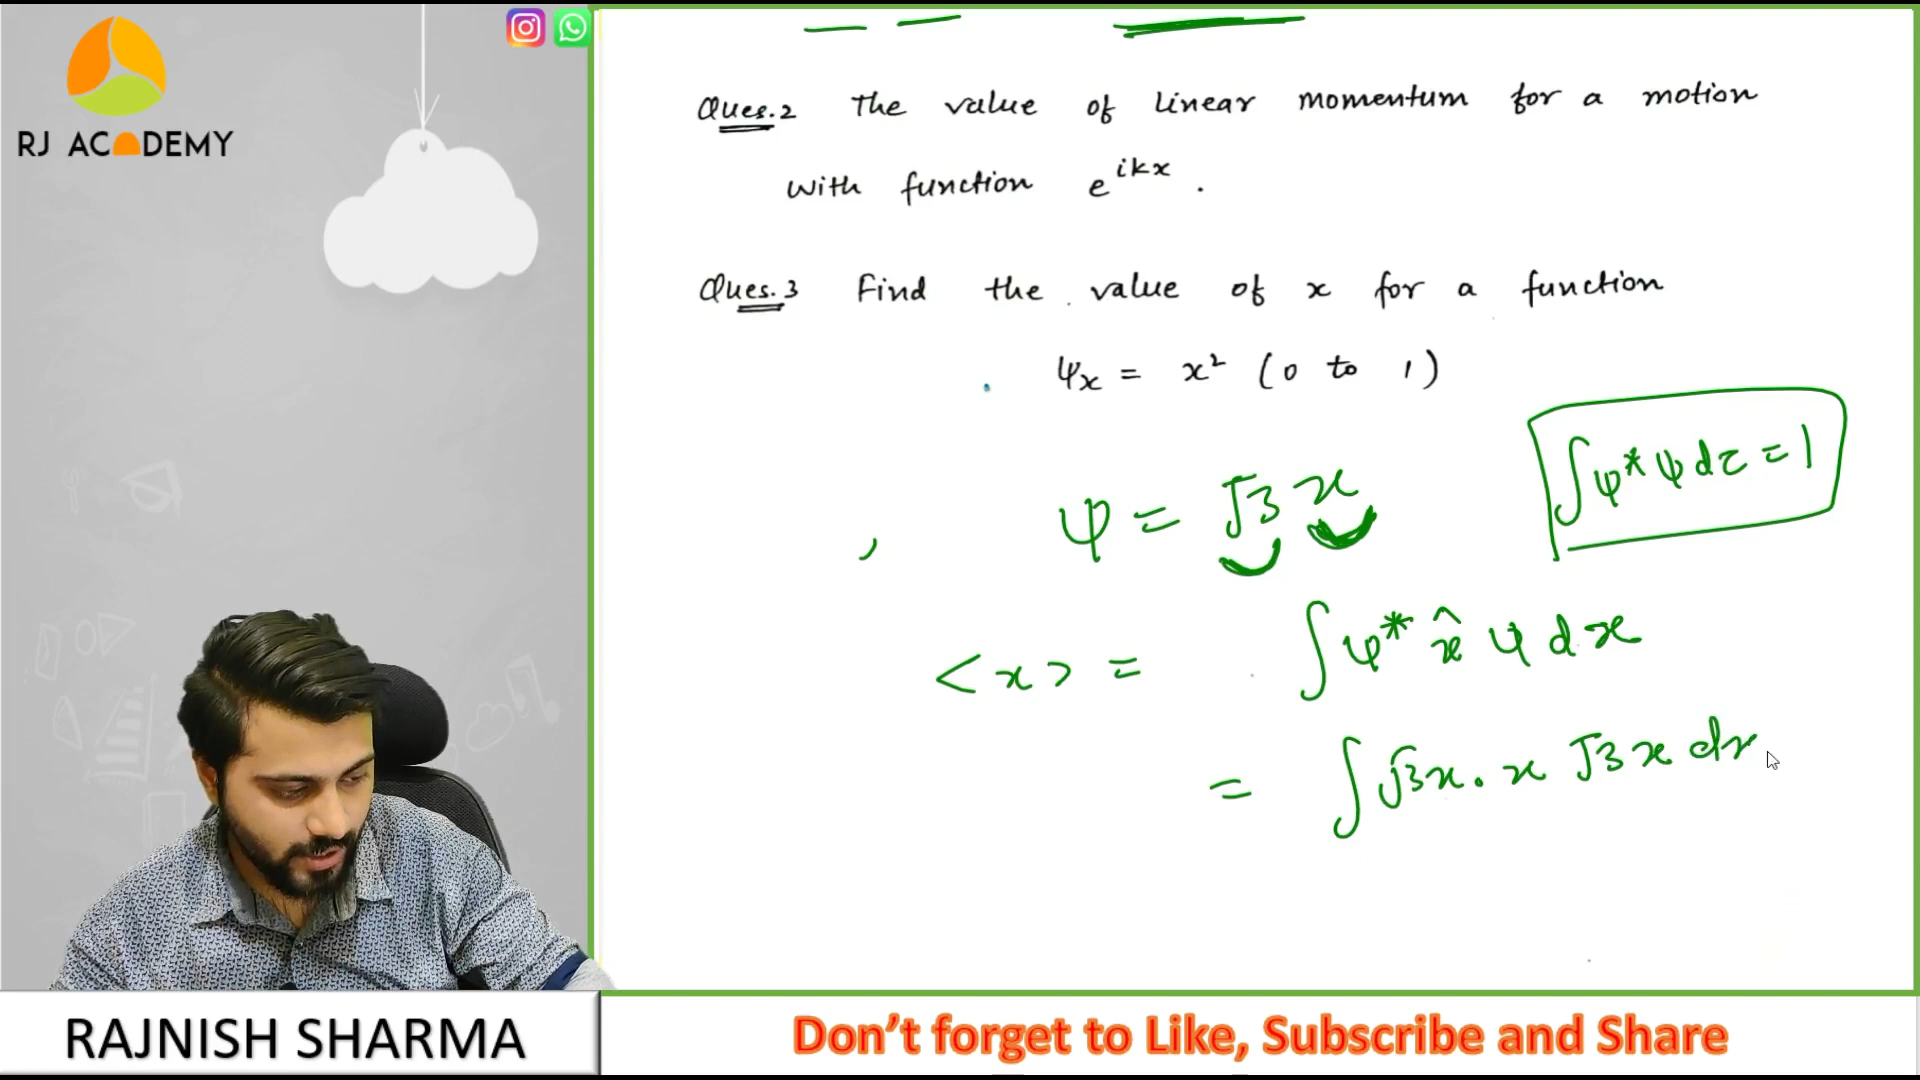 RJ ACADEMY
Ques.2 The value of linear momentum for a motion
with function e^{ikx} .
Ques.3 Find the value of x for a function
ψx = x² (0 to 1)
∫ψ*ψdτ = 1
ψ = √3 x
<x> = ∫ψ* x̂ ψ dx
= ∫√3x . x √3 x dx
RAJNISH SHARMA
Don't forget to Like, Subscribe and Share